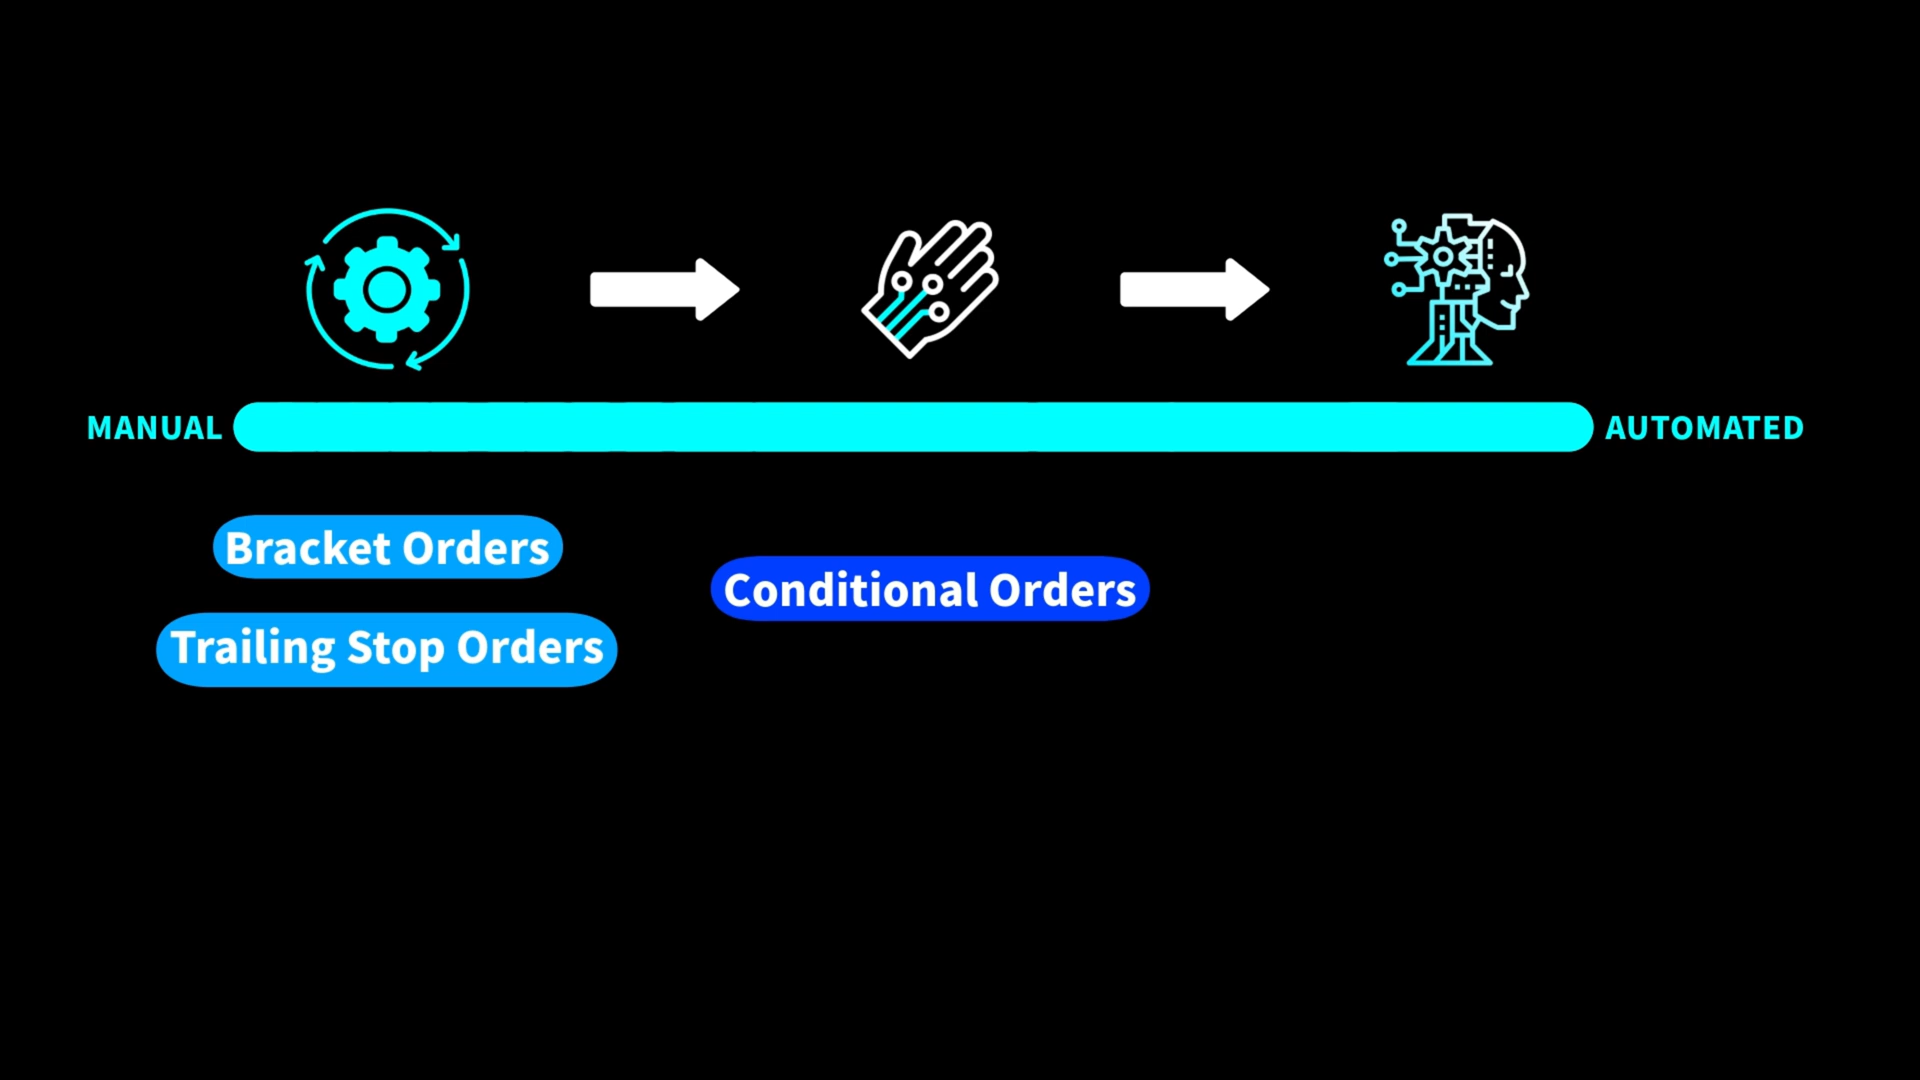 MANUAL
AUTOMATED
Bracket Orders
Conditional Orders
Trailing Stop Orders